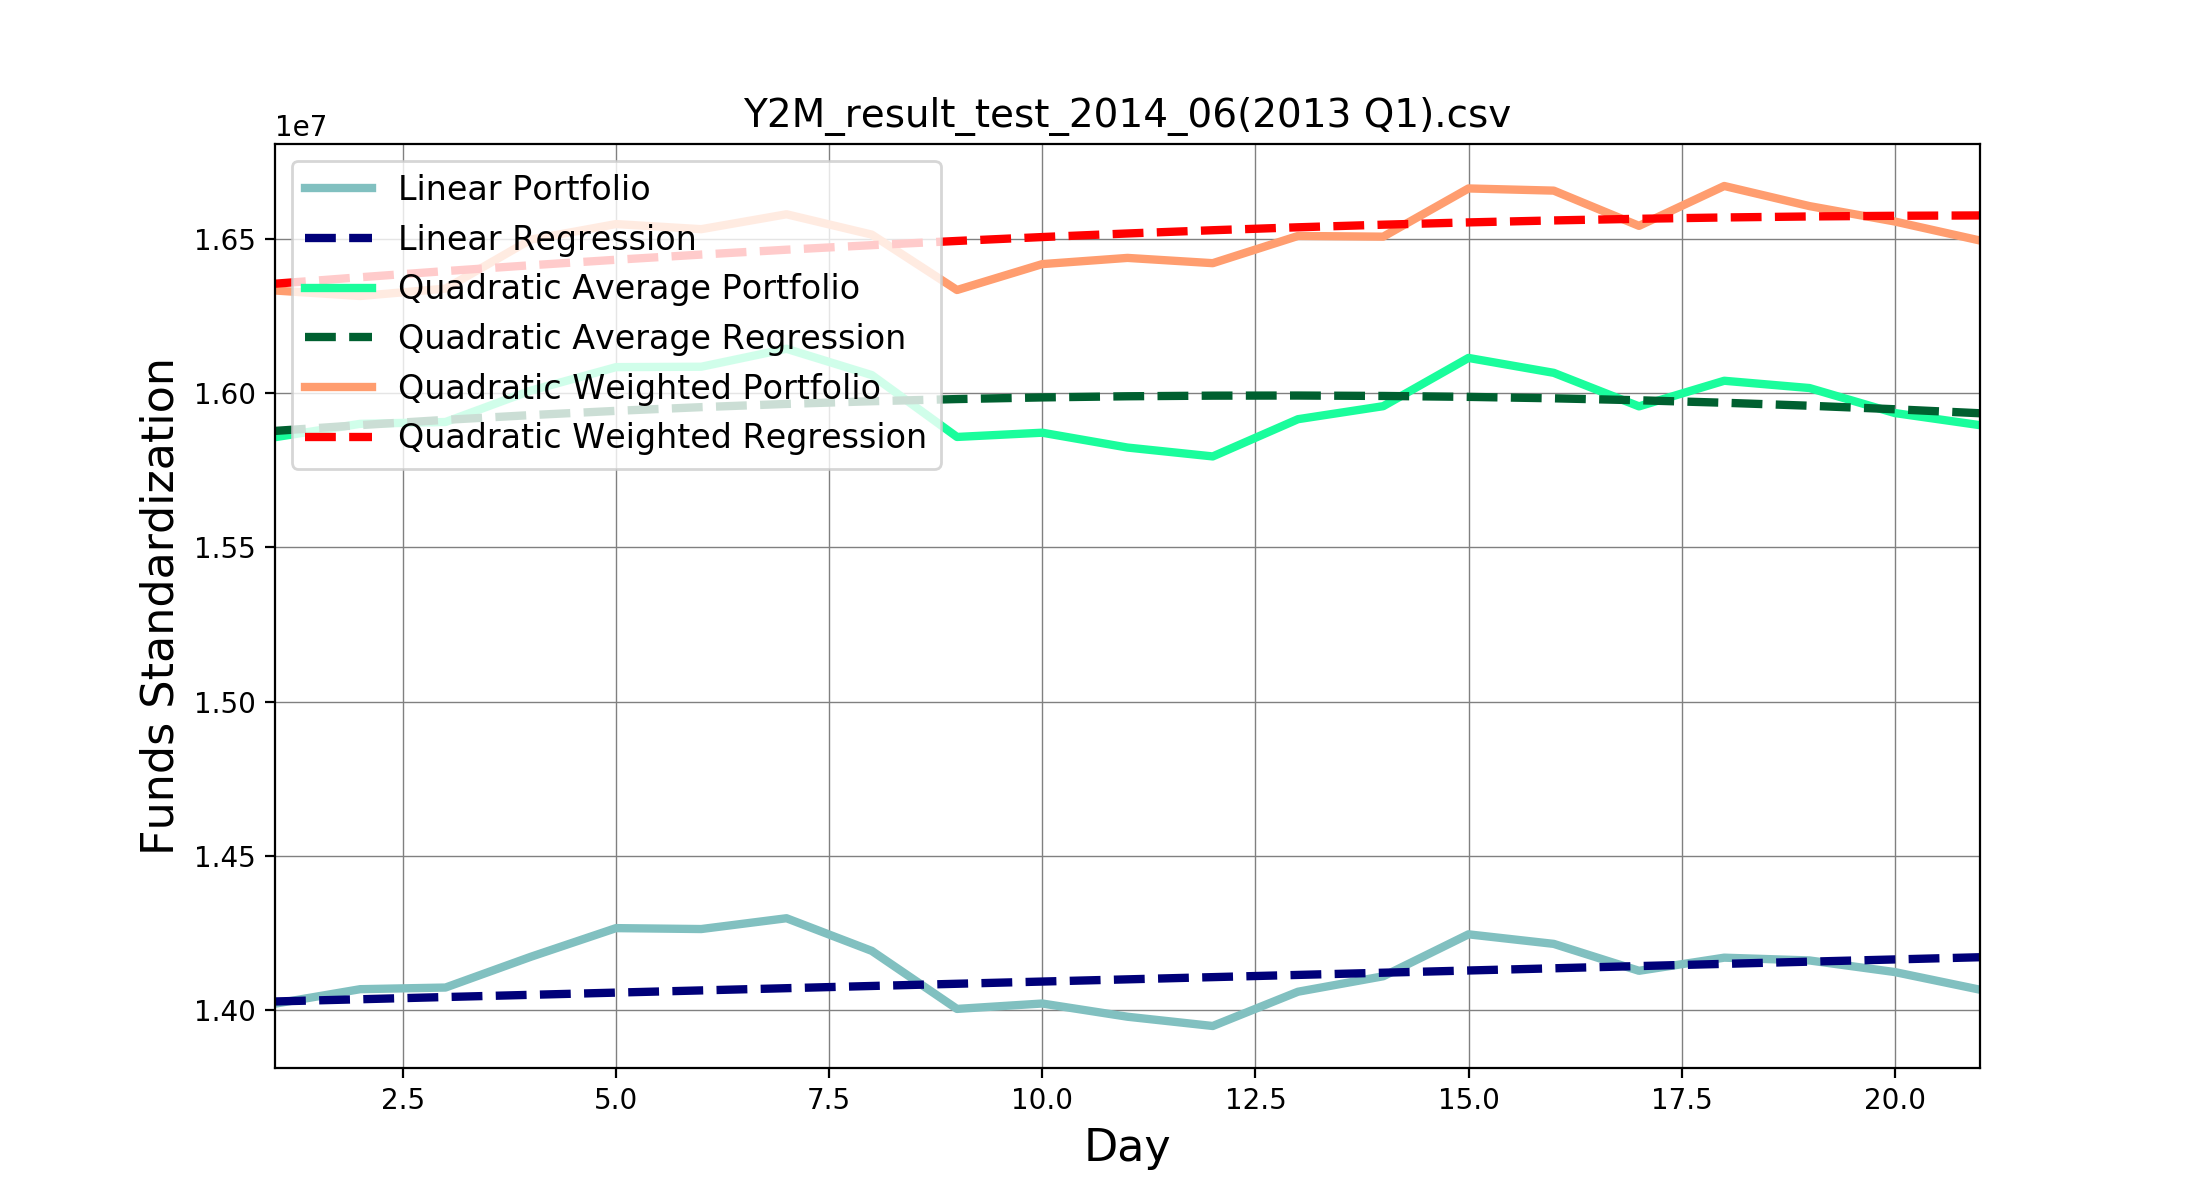 Y2M_result_test_2014_06(2013 Q1).csv
1e7
Linear Portfolio
Linear Regression
Quadratic Average Portfolio
Quadratic Average Regression
Quadratic Weighted Portfolio
Quadratic Weighted Regression
1.65
1.60
1.55
1.50
1.45
1.40
Funds Standardization
2.5 5.0 7.5 10.0 12.5 15.0 17.5 20.0
Day